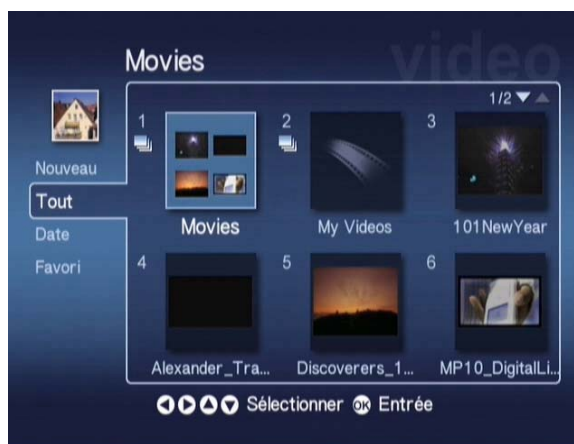 video
Movies
1/2
1
2
3
Nouveau
Tout
Date
Favori
Movies
My Videos
101NewYear
4
5
6
Alexander_Tra...
Discoverers_1...
MP10_DigitalLi...
Sélectionner OK Entrée